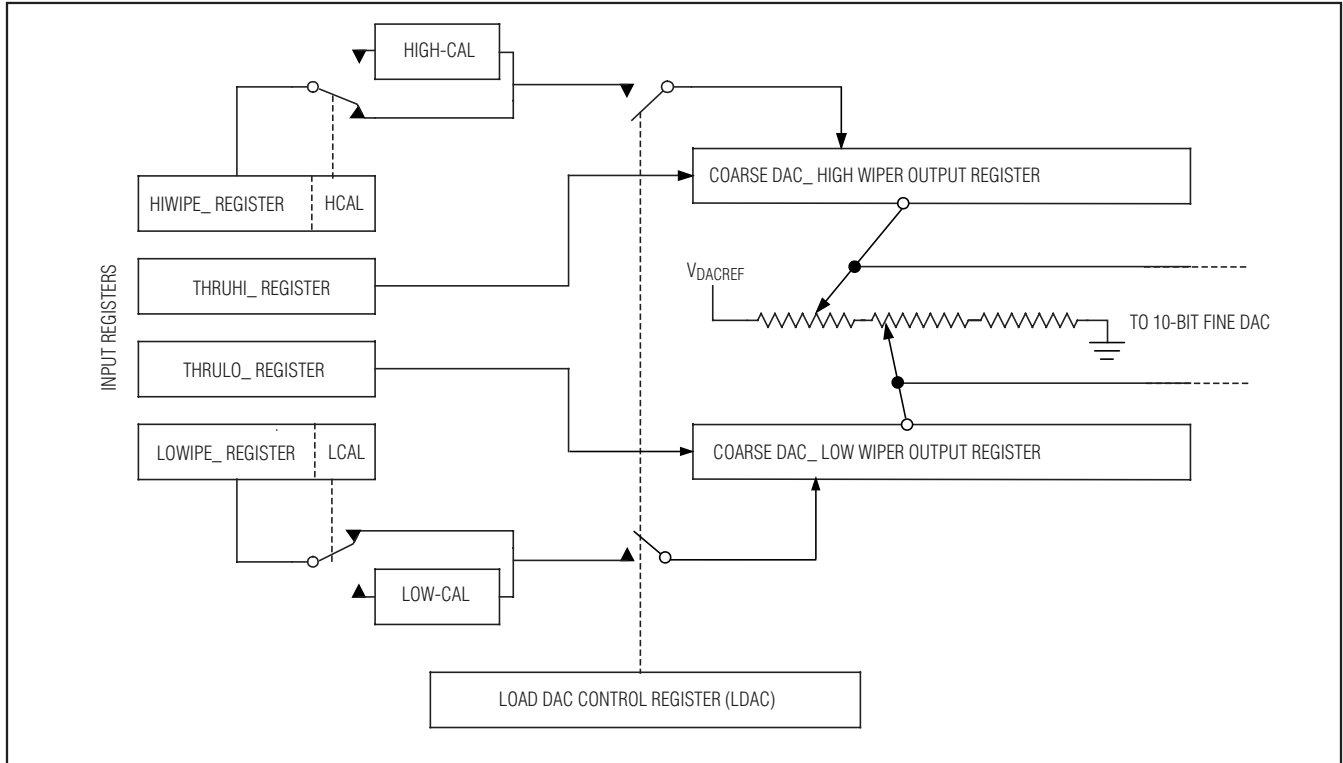 HIGH-CAL
HIWIPE_ REGISTER
HCAL
COARSE DAC_ HIGH WIPER OUTPUT REGISTER
INPUT REGISTERS
THRUHI_ REGISTER
VDACREF
TO 10-BIT FINE DAC
THRULO_ REGISTER
LOWIPE_ REGISTER
LCAL
COARSE DAC_ LOW WIPER OUTPUT REGISTER
LOW-CAL
LOAD DAC CONTROL REGISTER (LDAC)